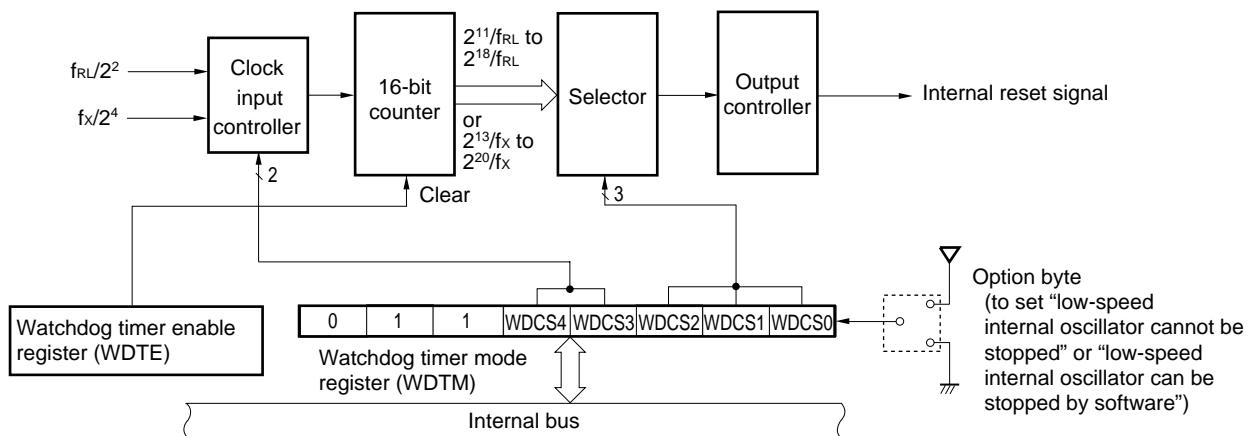 fRL/2²
fX/2⁴
Clock
input
controller
16-bit
counter
2¹¹/fRL to
2¹⁸/fRL
or
2¹³/fX to
2²⁰/fX
Selector
Output
controller
Internal reset signal
2
Clear
3
Watchdog timer enable
register (WDTE)
0 1 1 WDCS4 WDCS3 WDCS2 WDCS1 WDCS0
Watchdog timer mode
register (WDTM)
Internal bus
Option byte
(to set “low-speed
internal oscillator cannot be
stopped” or “low-speed
internal oscillator can be
stopped by software”)